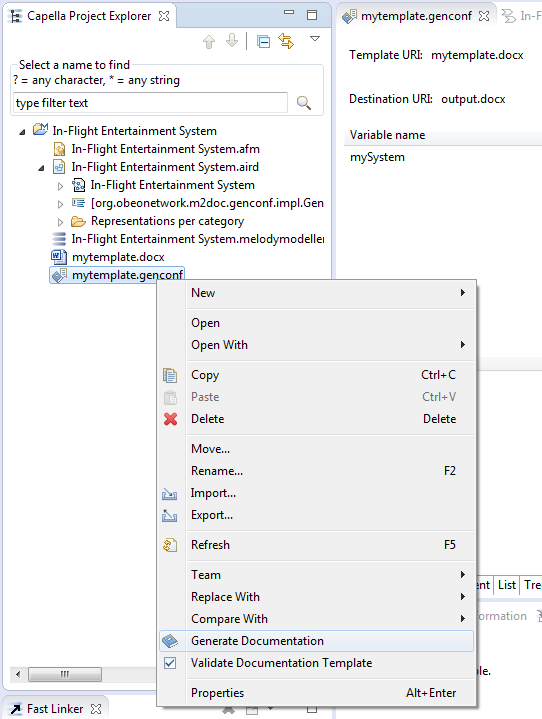 Capella Project Explorer
Select a name to find
? = any character, * = any string
type filter text
In-Flight Entertainment System
In-Flight Entertainment System.afm
In-Flight Entertainment System.aird
In-Flight Entertainment System
[org.obeonetwork.m2doc.genconf.impl.Gen
Representations per category
In-Flight Entertainment System.melodymodeller
mytemplate.docx
mytemplate.genconf
mytemplate.genconf In-F
Template URI: mytemplate.docx
Destination URI: output.docx
Variable name
mySystem
New
Open
Open With
Copy Ctrl+C
Paste Ctrl+V
Delete Delete
Move...
Rename... F2
Import...
Export...
Refresh F5
Team
Replace With
Compare With
Generate Documentation
Validate Documentation Template
Properties Alt+Enter
ent List Tre
ormation
le.
Fast Linker